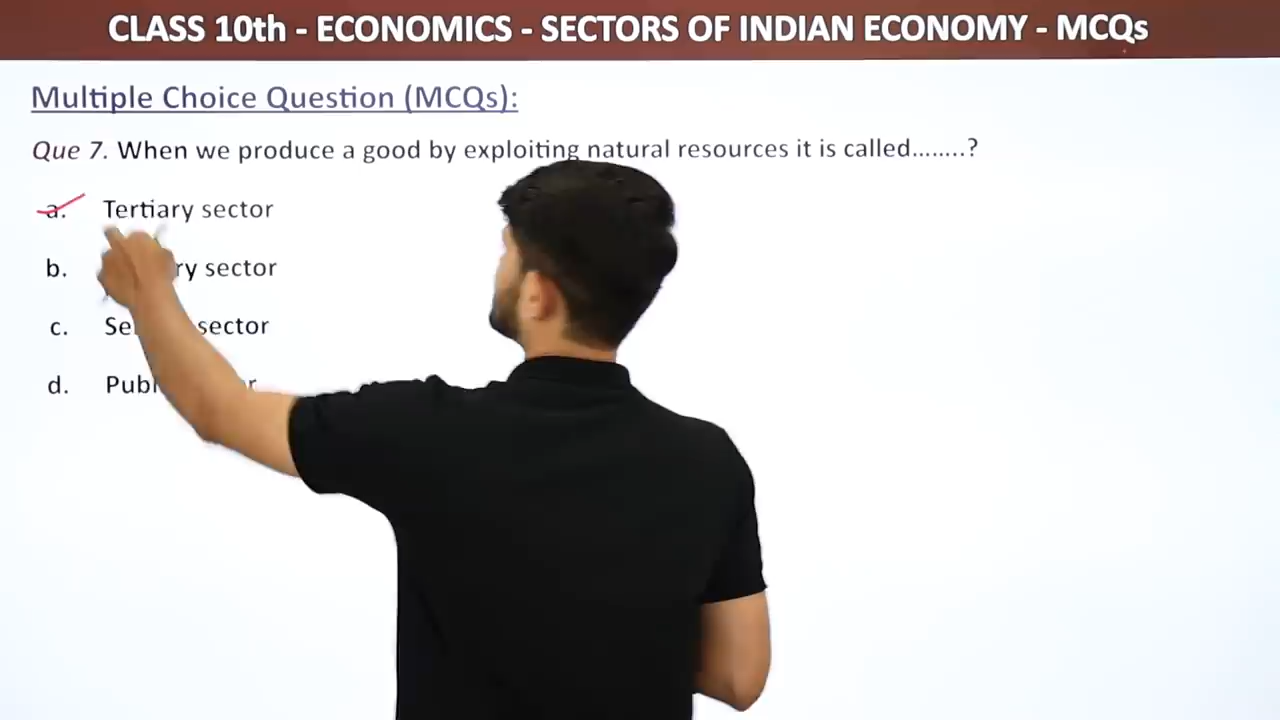 CLASS 10th - ECONOMICS - SECTORS OF INDIAN ECONOMY - MCQs
Multiple Choice Question (MCQs):
Que 7. When we produce a good by exploiting natural resources it is called........?
a. Tertiary sector
b. sector
c. sector
d.